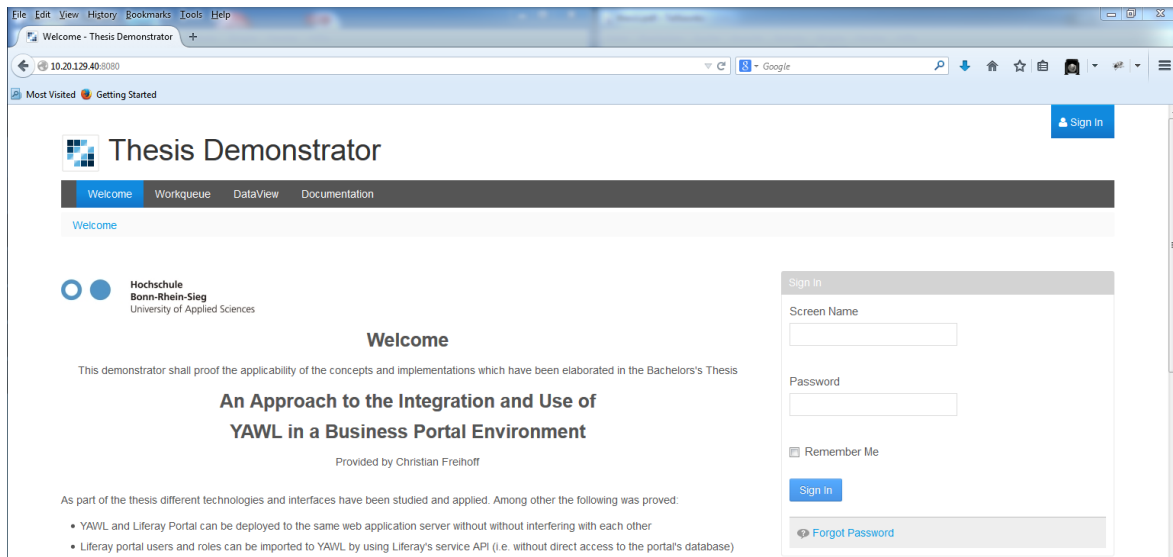 File Edit View History Bookmarks Tools Help
Welcome - Thesis Demonstrator +
10.20.129.40:8080 Google
Most Visited Getting Started
Sign In
Thesis Demonstrator
Welcome Workqueue DataView Documentation
Welcome
Hochschule
Bonn-Rhein-Sieg
University of Applied Sciences
Welcome
This demonstrator shall proof the applicability of the concepts and implementations which have been elaborated in the Bachelors's Thesis
An Approach to the Integration and Use of
YAWL in a Business Portal Environment
Provided by Christian Freihoff
As part of the thesis different technologies and interfaces have been studied and applied. Among other the following was proved:
• YAWL and Liferay Portal can be deployed to the same web application server without without interfering with each other
• Liferay portal users and roles can be imported to YAWL by using Liferay's service API (i.e. without direct access to the portal's database)
Sign In
Screen Name
Password
Remember Me
Sign In
Forgot Password